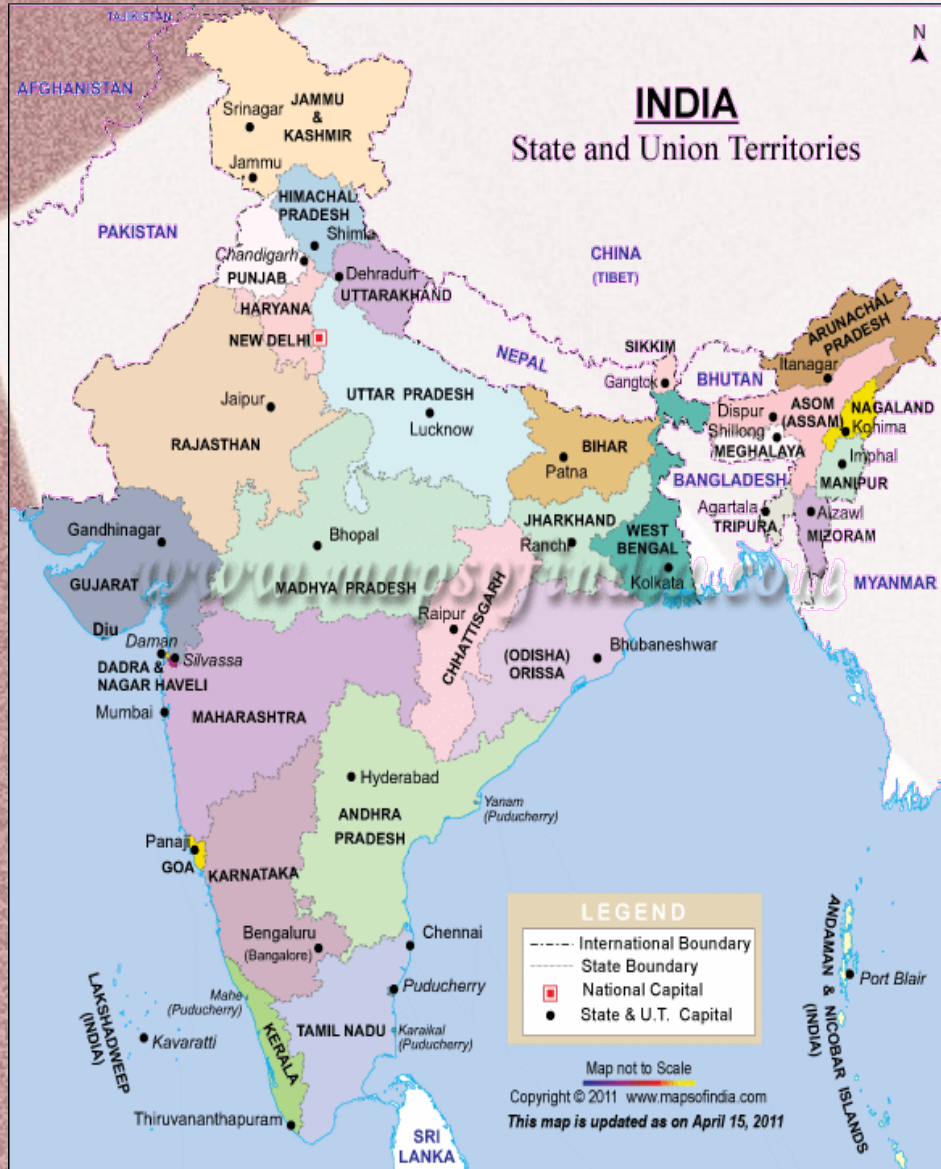 TAJIKISTAN
AFGHANISTAN
N
INDIA
State and Union Territories
JAMMU
&
KASHMIR
Srinagar
Jammu
HIMACHAL
PRADESH
Shimla
PAKISTAN
Chandigarh
PUNJAB
Dehradun
UTTARAKHAND
CHINA
(TIBET)
HARYANA
NEW DELHI
NEPAL
SIKKIM
Gangtok
BHUTAN
ARUNACHAL
PRADESH
Itanagar
Jaipur
RAJASTHAN
UTTAR PRADESH
Lucknow
BIHAR
Patna
Dispur
Shillong
MEGHALAYA
ASOM
(ASSAM)
NAGALAND
Kohima
Imphal
MANIPUR
BANGLADESH
Agartala
TRIPURA
Aizawl
MIZORAM
MYANMAR
Gandhinagar
GUJARAT
Bhopal
MADHYA PRADESH
JHARKHAND
Ranchi
WEST
BENGAL
Kolkata
www.mapsofindia.com
Diu
Daman
Silvassa
DADRA &
NAGAR HAVELI
Mumbai
MAHARASHTRA
Raipur
CHHATTISGARH
(ODISHA)
ORISSA
Bhubaneshwar
Hyderabad
ANDHRA
PRADESH
Yanam
(Puducherry)
Panaji
GOA
KARNATAKA
Bengaluru
(Bangalore)
Chennai
Puducherry
Mahe
(Puducherry)
KERALA
TAMIL NADU
Karaikal
(Puducherry)
LAKSHADWEEP
(INDIA)
Kavaratti
Thiruvananthapuram
SRI
LANKA
ANDAMAN & NICOBAR ISLANDS
(INDIA)
Port Blair
LEGEND
International Boundary
State Boundary
National Capital
State & U.T. Capital
Map not to Scale
Copyright © 2011 www.mapsofindia.com
This map is updated as on April 15, 2011